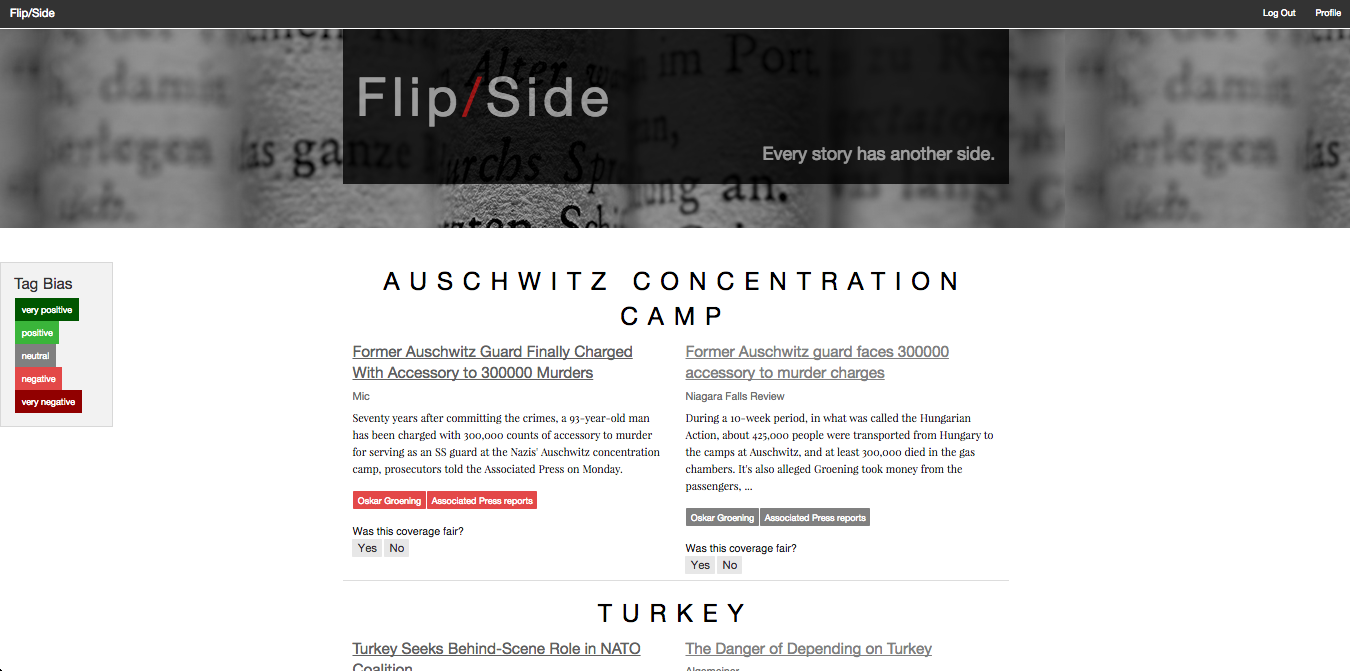 Flip/Side
Log Out
Profile
Flip/Side
Every story has another side.
Tag Bias
very positive
positive
neutral
negative
very negative
AUSCHWITZ CONCENTRATION
CAMP
Former Auschwitz Guard Finally Charged
With Accessory to 300000 Murders
Mic
Seventy years after committing the crimes, a 93-year-old man
has been charged with 300,000 counts of accessory to murder
for serving as an SS guard at the Nazis' Auschwitz concentration
camp, prosecutors told the Associated Press on Monday.
Oskar Groening
Associated Press reports
Was this coverage fair?
Yes
No
Former Auschwitz guard faces 300000
accessory to murder charges
Niagara Falls Review
During a 10-week period, in what was called the Hungarian
Action, about 425,000 people were transported from Hungary to
the camps at Auschwitz, and at least 300,000 died in the gas
chambers. It's also alleged Groening took money from the
passengers, ...
Oskar Groening
Associated Press reports
Was this coverage fair?
Yes
No
TURKEY
Turkey Seeks Behind-Scene Role in NATO
Coalition
The Danger of Depending on Turkey
Algemeiner